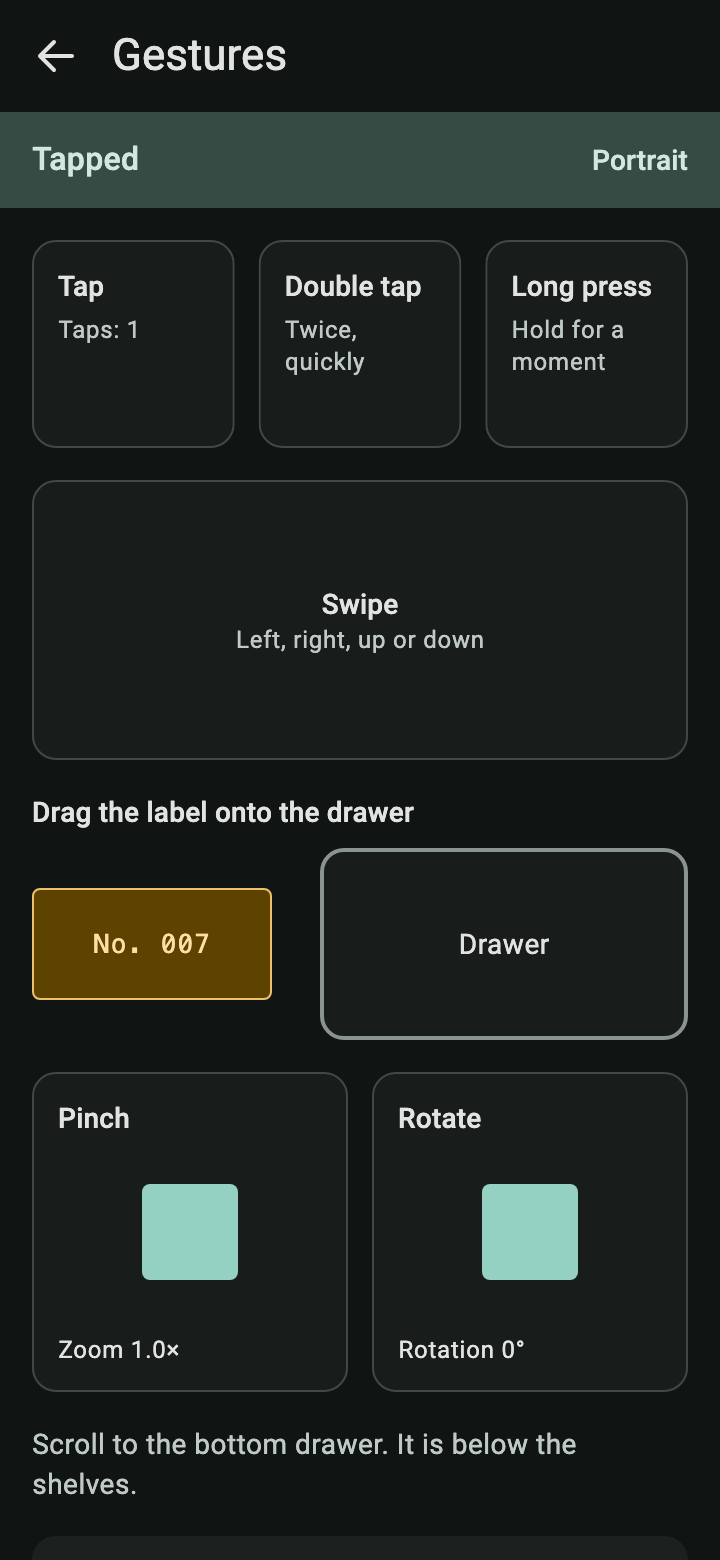 Gestures
Tapped
Portrait
Tap
Taps: 1
Double tap
Twice,
quickly
Long press
Hold for a
moment
Swipe
Left, right, up or down
Drag the label onto the drawer
No. 007
Drawer
Pinch
Zoom 1.0×
Rotate
Rotation 0°
Scroll to the bottom drawer. It is below the
shelves.